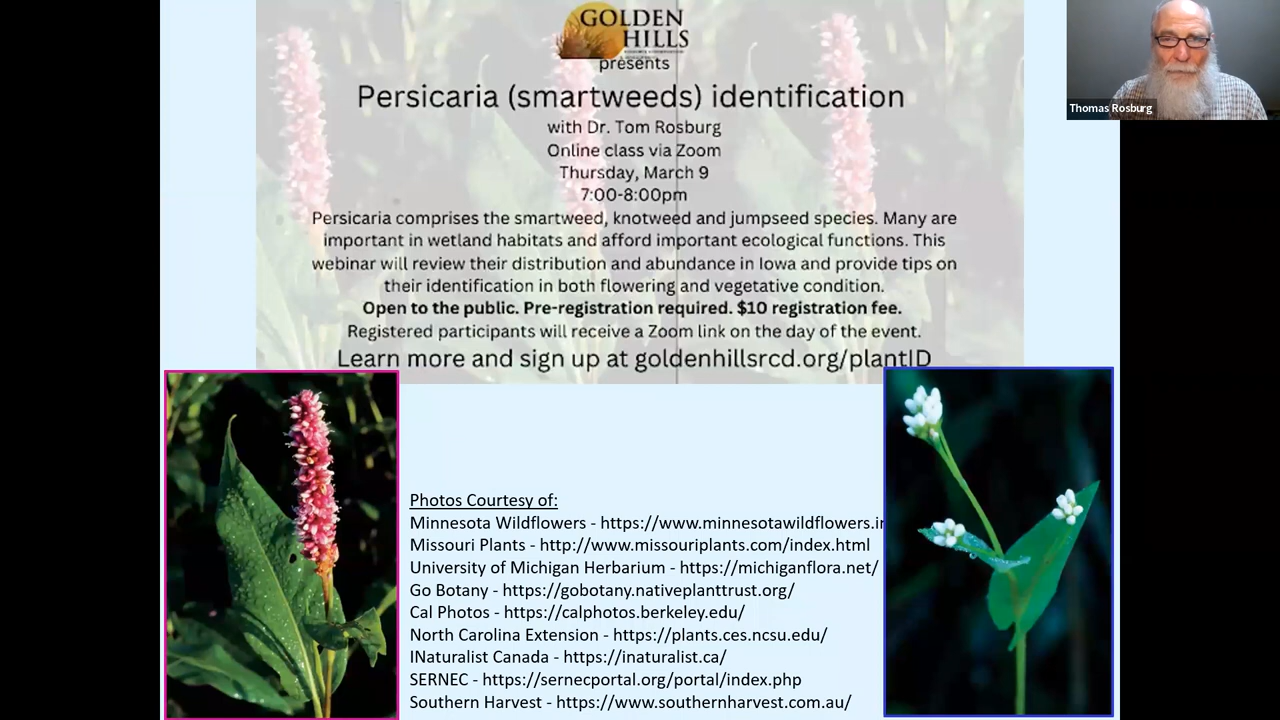 GOLDEN
HILLS
presents
Persicaria (smartweeds) identification
with Dr. Tom Rosburg
Online class via Zoom
Thursday, March 9
7:00-8:00pm
Persicaria comprises the smartweed, knotweed and jumpseed species. Many are
important in wetland habitats and afford important ecological functions. This
webinar will review their distribution and abundance in Iowa and provide tips on
their identification in both flowering and vegetative condition.
Open to the public. Pre-registration required. $10 registration fee.
Registered participants will receive a Zoom link on the day of the event.
Learn more and sign up at goldenhillsrcd.org/plantID
Thomas Rosburg
Photos Courtesy of:
Minnesota Wildflowers - https://www.minnesotawildflowers.in
Missouri Plants - http://www.missouriplants.com/index.html
University of Michigan Herbarium - https://michiganflora.net/
Go Botany - https://gobotany.nativeplanttrust.org/
Cal Photos - https://calphotos.berkeley.edu/
North Carolina Extension - https://plants.ces.ncsu.edu/
INaturalist Canada - https://inaturalist.ca/
SERNEC - https://sernecportal.org/portal/index.php
Southern Harvest - https://www.southernharvest.com.au/